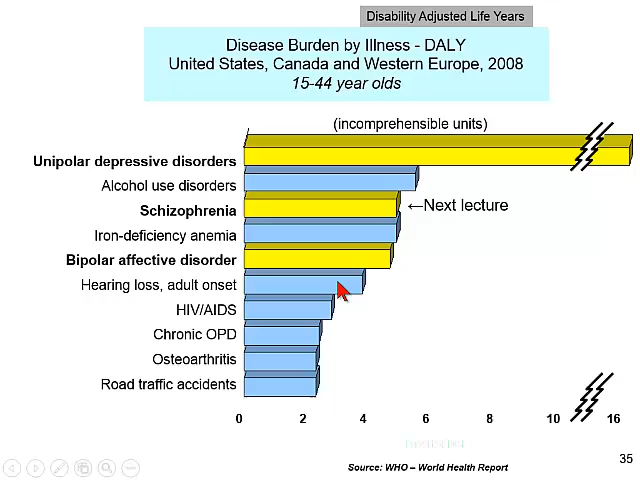 Disability Adjusted Life Years
Disease Burden by Illness - DALY
United States, Canada and Western Europe, 2008
15-44 year olds
(incomprehensible units)
Unipolar depressive disorders
Alcohol use disorders
Schizophrenia
←Next lecture
Iron-deficiency anemia
Bipolar affective disorder
Hearing loss, adult onset
HIV/AIDS
Chronic OPD
Osteoarthritis
Road traffic accidents
0 2 4 6 8 10 16
Source: WHO – World Health Report
35